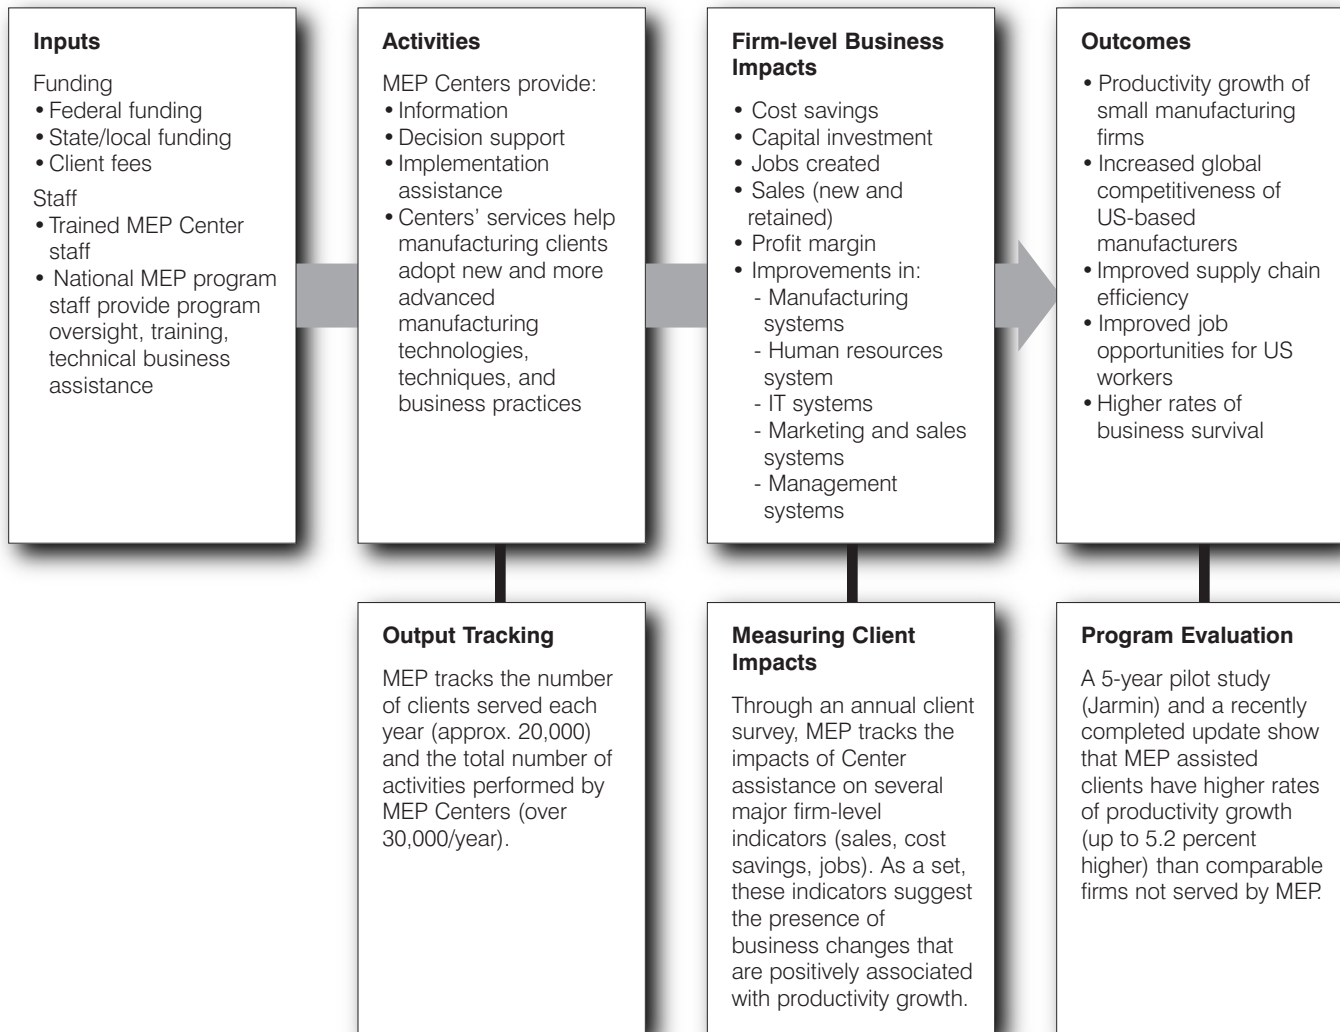 Inputs
Funding
• Federal funding
• State/local funding
• Client fees
Staff
• Trained MEP Center
staff
• National MEP program
staff provide program
oversight, training,
technical business
assistance
Activities
MEP Centers provide:
• Information
• Decision support
• Implementation
assistance
• Centers’ services help
manufacturing clients
adopt new and more
advanced
manufacturing
technologies,
techniques, and
business practices
Firm-level Business
Impacts
• Cost savings
• Capital investment
• Jobs created
• Sales (new and
retained)
• Profit margin
• Improvements in:
- Manufacturing
systems
- Human resources
system
- IT systems
- Marketing and sales
systems
- Management
systems
Outcomes
• Productivity growth of
small manufacturing
firms
• Increased global
competitiveness of
US-based
manufacturers
• Improved supply chain
efficiency
• Improved job
opportunities for US
workers
• Higher rates of
business survival
Output Tracking
MEP tracks the number
of clients served each
year (approx. 20,000)
and the total number of
activities performed by
MEP Centers (over
30,000/year).
Measuring Client
Impacts
Through an annual client
survey, MEP tracks the
impacts of Center
assistance on several
major firm-level
indicators (sales, cost
savings, jobs). As a set,
these indicators suggest
the presence of
business changes that
are positively associated
with productivity growth.
Program Evaluation
A 5-year pilot study
(Jarmin) and a recently
completed update show
that MEP assisted
clients have higher rates
of productivity growth
(up to 5.2 percent
higher) than comparable
firms not served by MEP.